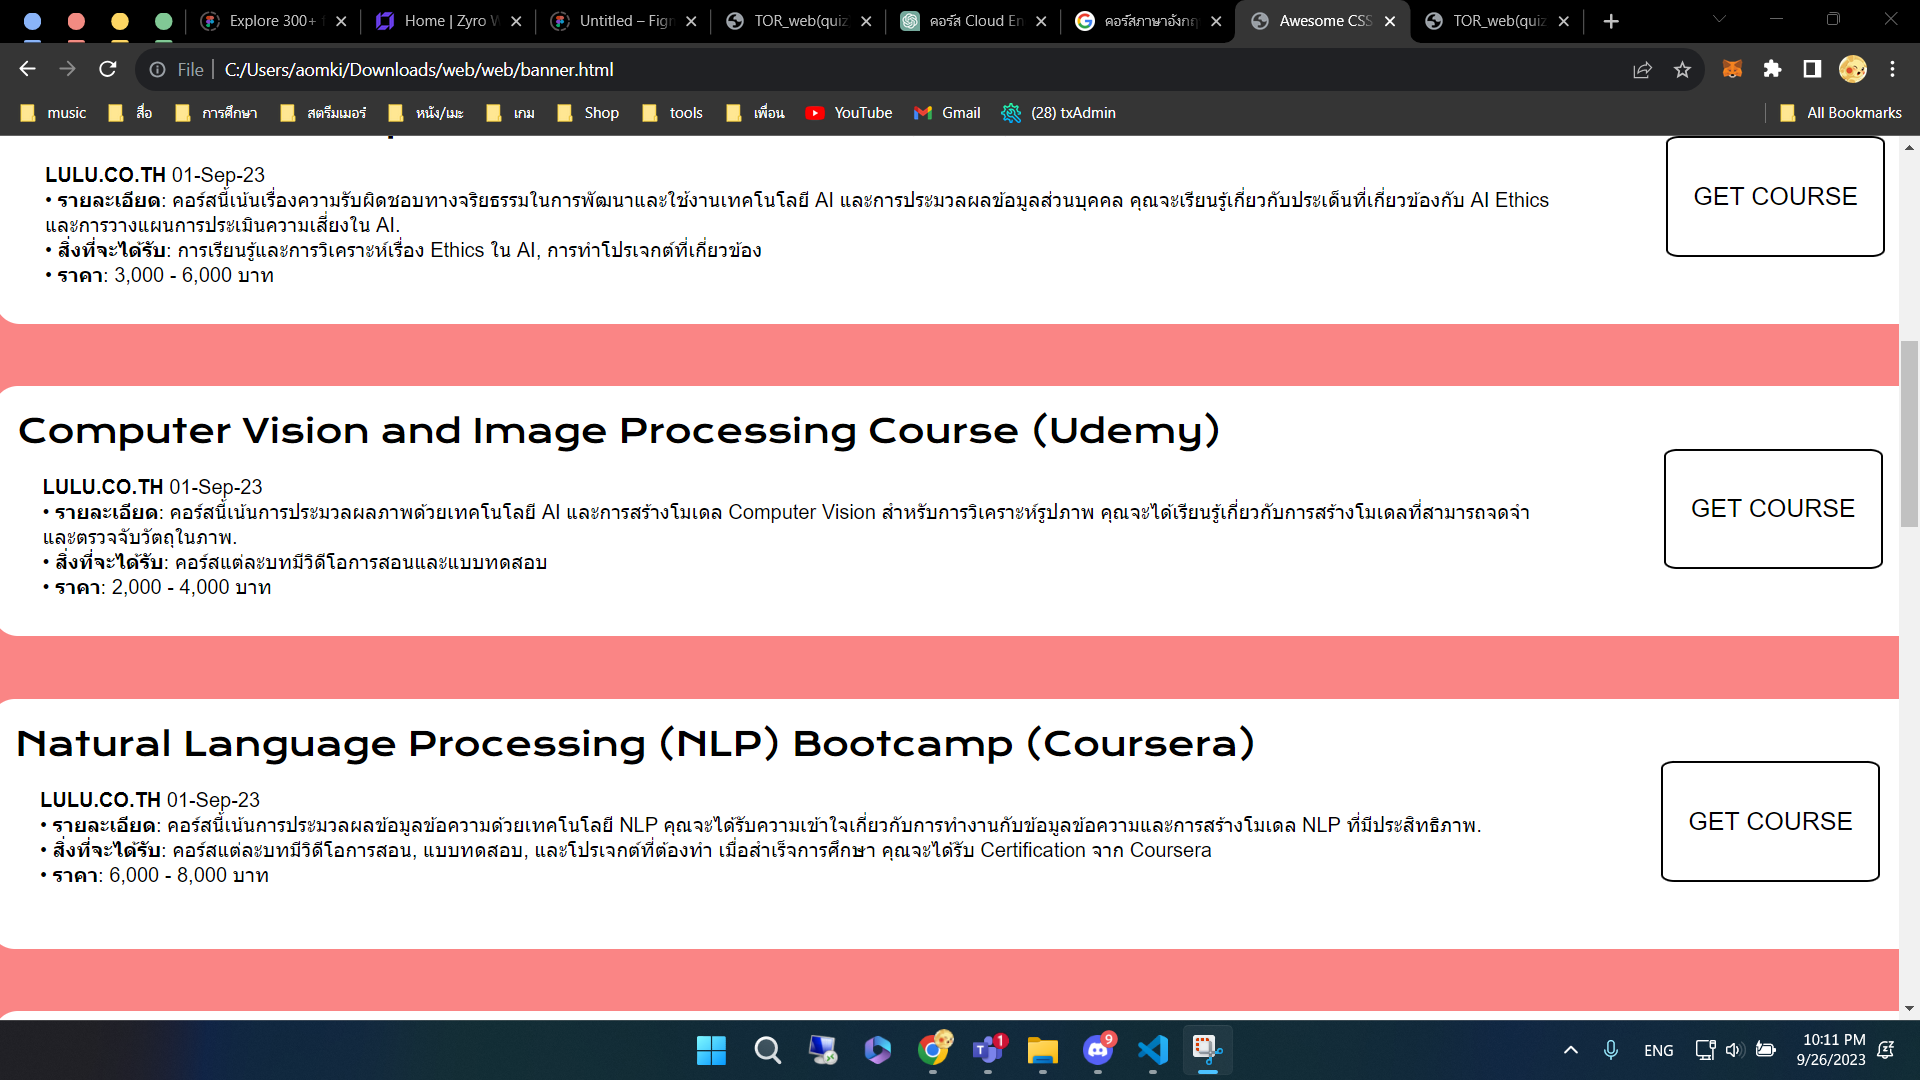 Explore 300+
Home | Zyro W
Untitled – Figm
TOR_web(quiz
คอร์ส Cloud En
คอร์สภาษาอังกฤ
Awesome CSS
TOR_web(quiz
File
C:/Users/aomki/Downloads/web/web/banner.html
music
สื่อ
การศึกษา
สตรีมเมอร์
หนัง/เมะ
เกม
Shop
tools
เพื่อน
YouTube
Gmail
(28) txAdmin
All Bookmarks
LULU.CO.TH 01-Sep-23
• รายละเอียด: คอร์สนี้เน้นเรื่องความรับผิดชอบทางจริยธรรมในการพัฒนาและใช้งานเทคโนโลยี AI และการประมวลผลข้อมูลส่วนบุคคล คุณจะเรียนรู้เกี่ยวกับประเด็นที่เกี่ยวข้องกับ AI Ethics
และการวางแผนการประเมินความเสี่ยงใน AI.
• สิ่งที่จะได้รับ: การเรียนรู้และการวิเคราะห์เรื่อง Ethics ใน AI, การทำโปรเจกต์ที่เกี่ยวข้อง
• ราคา: 3,000 - 6,000 บาท
GET COURSE
Computer Vision and Image Processing Course (Udemy)
LULU.CO.TH 01-Sep-23
• รายละเอียด: คอร์สนี้เน้นการประมวลผลภาพด้วยเทคโนโลยี AI และการสร้างโมเดล Computer Vision สำหรับการวิเคราะห์รูปภาพ คุณจะได้เรียนรู้เกี่ยวกับการสร้างโมเดลที่สามารถจดจำ
และตรวจจับวัตถุในภาพ.
• สิ่งที่จะได้รับ: คอร์สแต่ละบทมีวิดีโอการสอนและแบบทดสอบ
• ราคา: 2,000 - 4,000 บาท
GET COURSE
Natural Language Processing (NLP) Bootcamp (Coursera)
LULU.CO.TH 01-Sep-23
• รายละเอียด: คอร์สนี้เน้นการประมวลผลข้อมูลข้อความด้วยเทคโนโลยี NLP คุณจะได้รับความเข้าใจเกี่ยวกับการทำงานกับข้อมูลข้อความและการสร้างโมเดล NLP ที่มีประสิทธิภาพ.
• สิ่งที่จะได้รับ: คอร์สแต่ละบทมีวิดีโอการสอน, แบบทดสอบ, และโปรเจกต์ที่ต้องทำ เมื่อสำเร็จการศึกษา คุณจะได้รับ Certification จาก Coursera
• ราคา: 6,000 - 8,000 บาท
GET COURSE
1
9
ENG
10:11 PM
9/26/2023